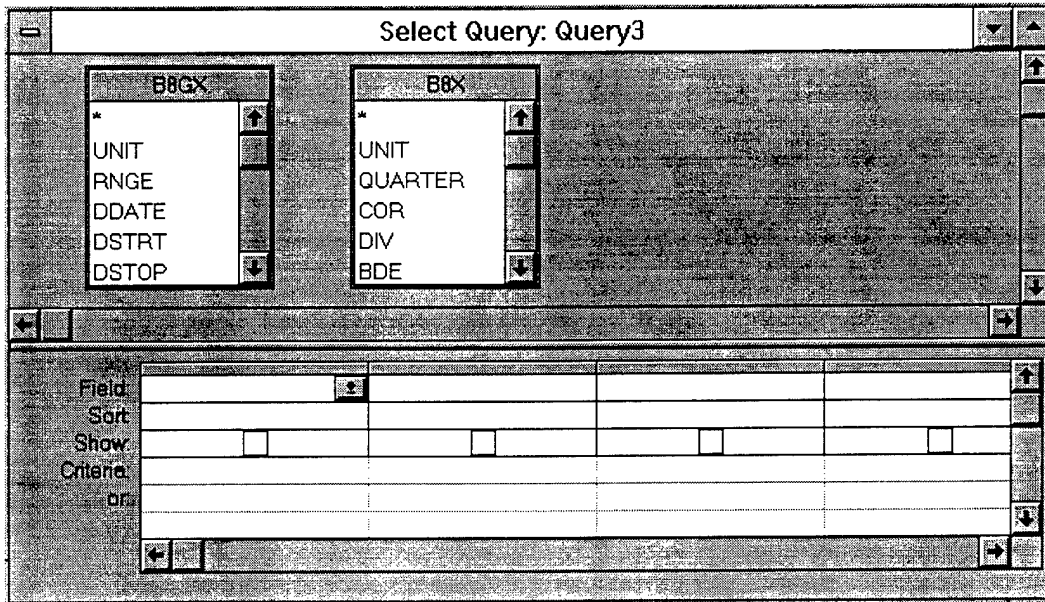 Select Query: Query3
B8GX
*
UNIT
RNGE
DDATE
DSTRT
DSTOP
B8X
*
UNIT
QUARTER
COR
DIV
BDE
Field:
Sort:
Show:
Criteria:
or: